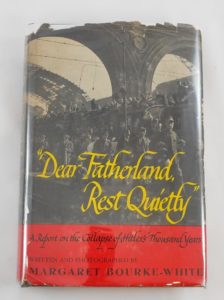 "Dear Fatherland,
Rest Quietly"
A Report on the Collapse of Hitler's Thousand Years
WRITTEN AND PHOTOGRAPHED BY
MARGARET BOURKE-WHITE